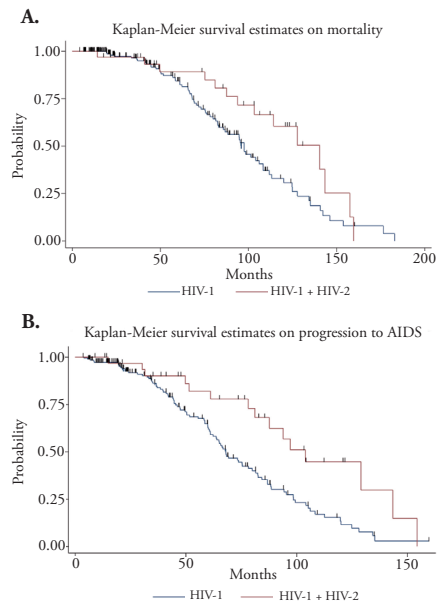 A.
Kaplan-Meier survival estimates on mortality
1.00
0.75
0.50
0.25
0.00
Probability
0 50 100 150 200
Months
HIV-1 HIV-1 + HIV-2
B.
Kaplan-Meier survival estimates on progression to AIDS
1.00
0.75
0.50
0.25
0.00
Probability
0 50 100 150
Months
HIV-1 HIV-1 + HIV-2